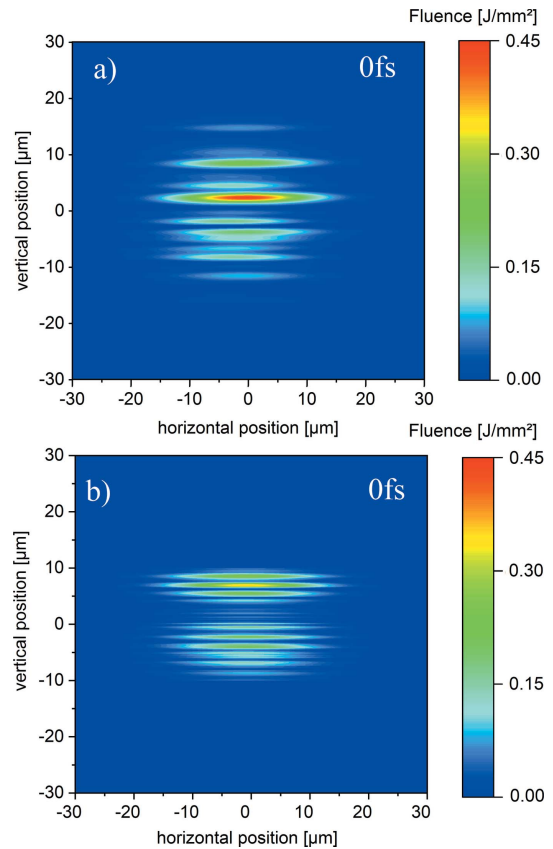 Fluence [J/mm²]
a)
0fs
30
20
10
0
-10
-20
-30
vertical position [µm]
-30 -20 -10 0 10 20 30
horizontal position [µm]
0.45
0.30
0.15
0.00
Fluence [J/mm²]
b)
0fs
30
20
10
0
-10
-20
-30
vertical position [µm]
-30 -20 -10 0 10 20 30
horizontal position [µm]
0.45
0.30
0.15
0.00